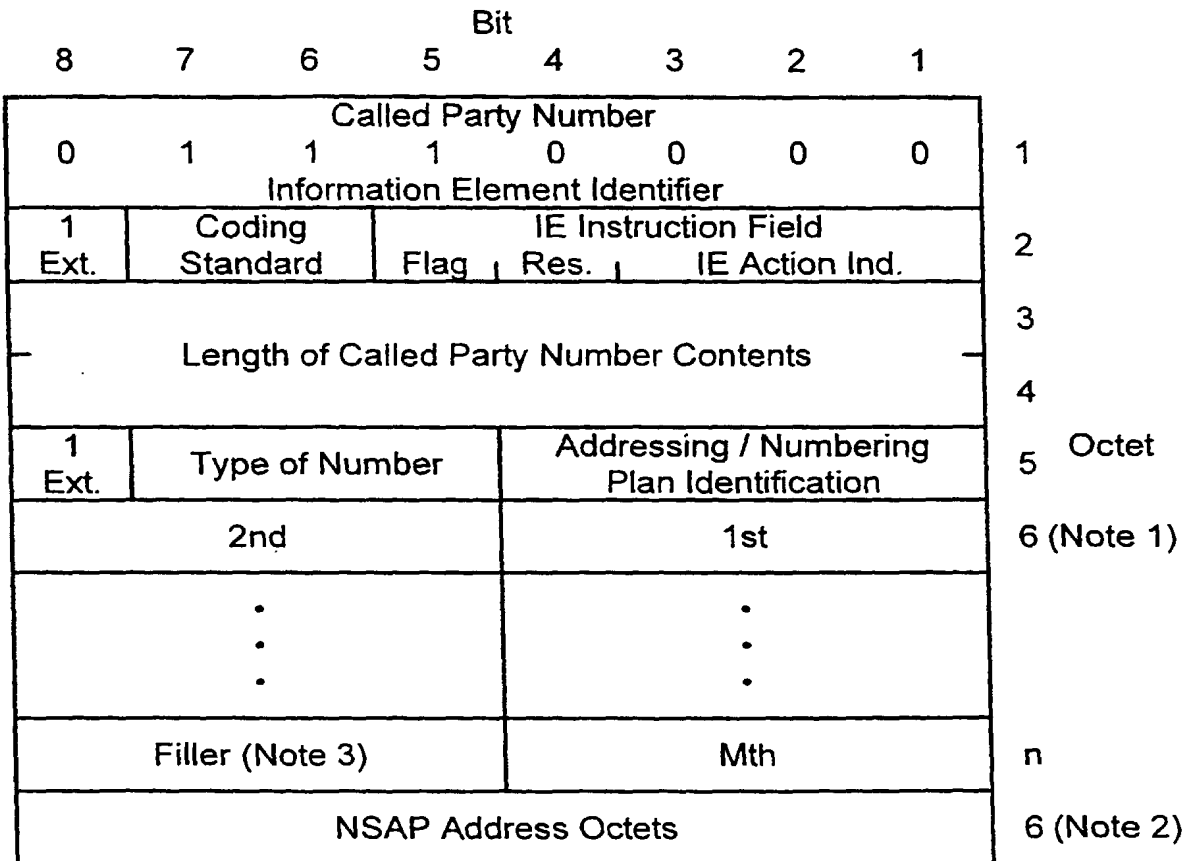 Bit
8 7 6 5 4 3 2 1
Called Party Number
0 1 1 1 0 0 0 0 1
Information Element Identifier
1 Coding IE Instruction Field
Ext. Standard Flag Res. IE Action Ind. 2
3
Length of Called Party Number Contents
4
1 Type of Number Addressing / Numbering 5 Octet
Ext. Plan Identification
2nd 1st 6 (Note 1)
Filler (Note 3) Mth n
NSAP Address Octets 6 (Note 2)